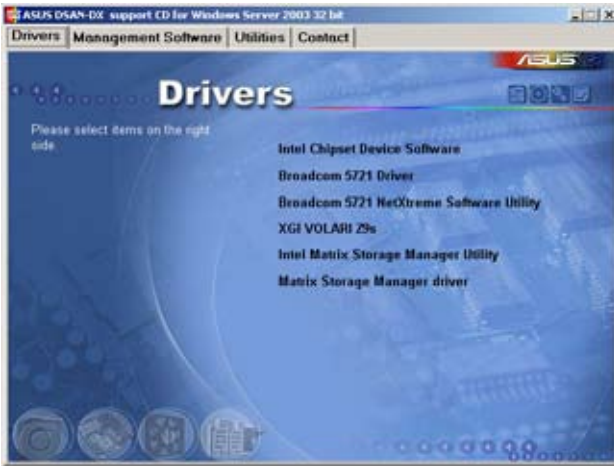 ASUS DSAN-DX support CD for Windows Server 2003 32 bit
Drivers Management Software Utilities Contact
ASUS
Drivers
Please select items on the right
side.
Intel Chipset Device Software
Broadcom 5721 Driver
Broadcom 5721 NetXtreme Software Utility
XGI VOLARI Z9s
Intel Matrix Storage Manager Utility
Matrix Storage Manager driver